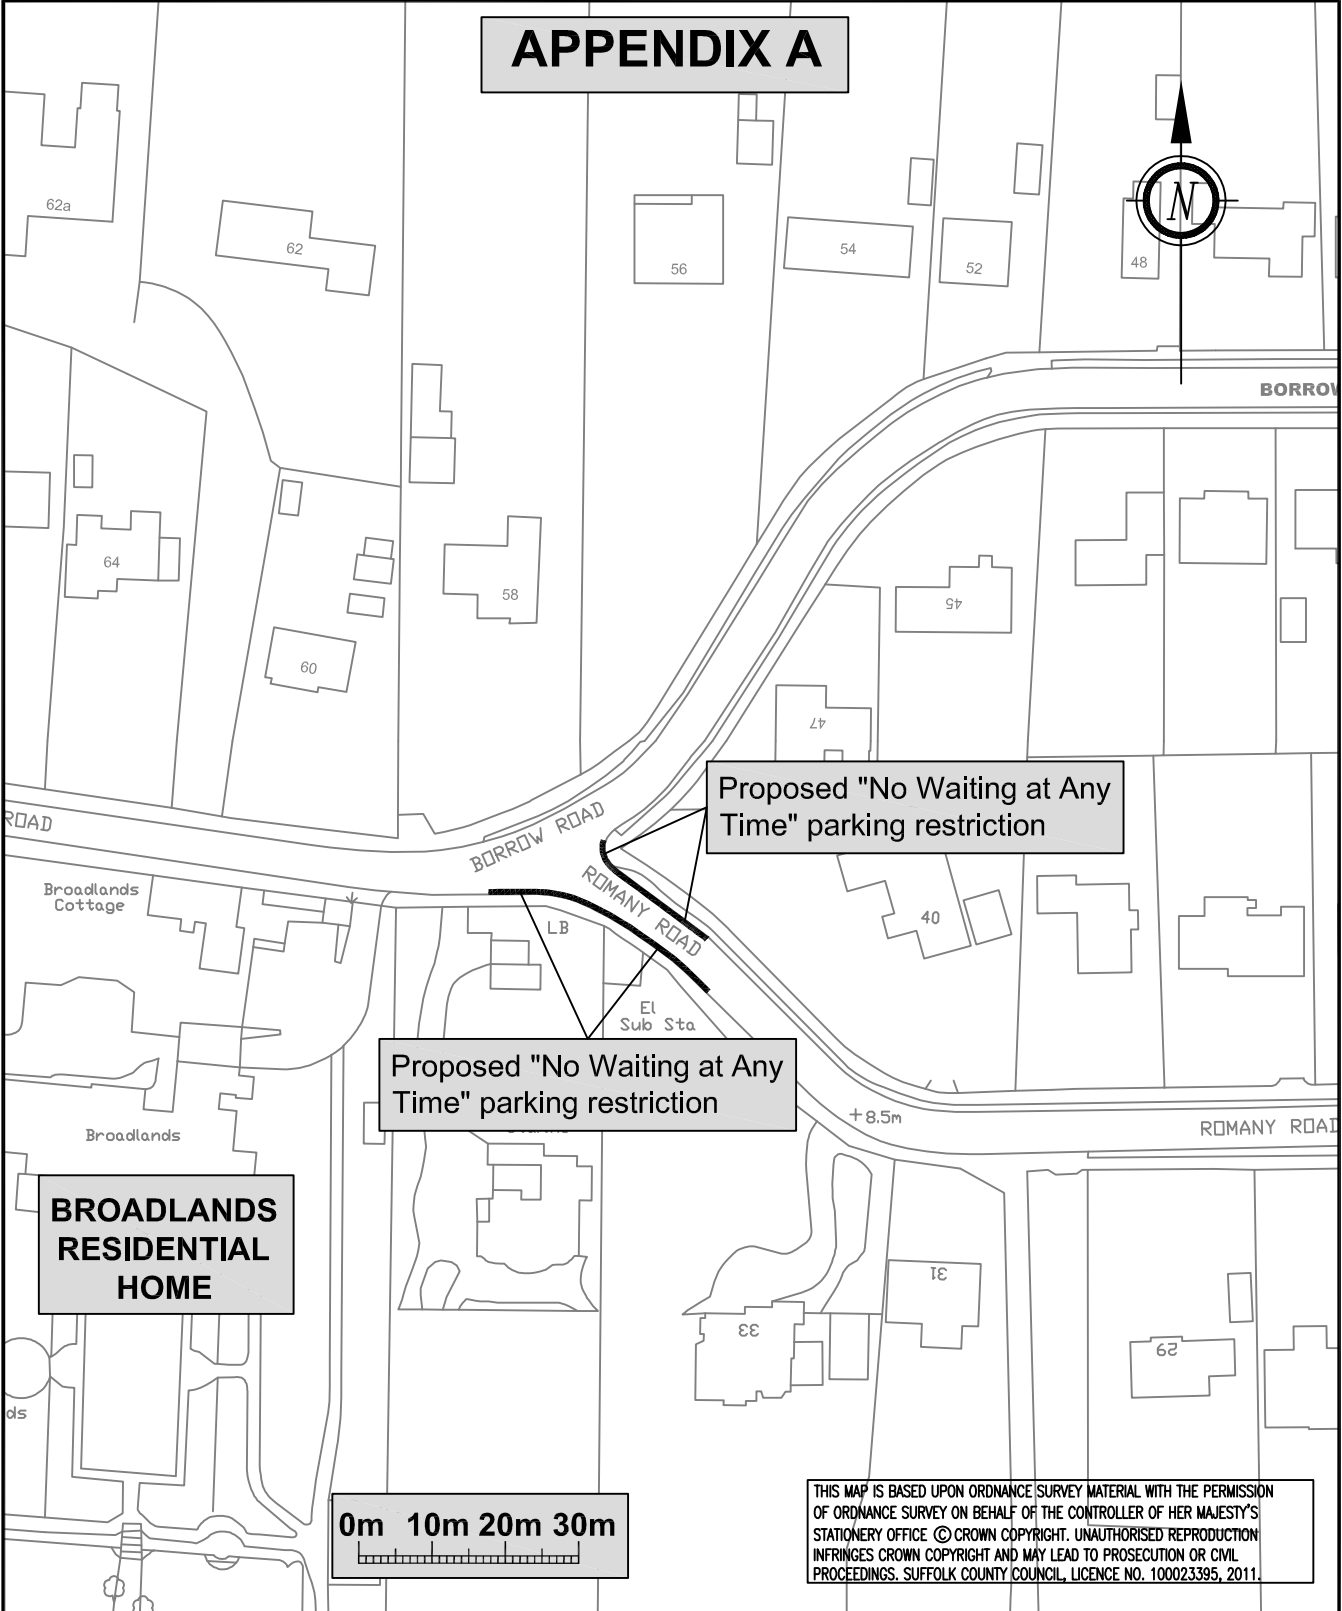 APPENDIX A
N
62a
62
56
54
52
48
BORROW
64
58
60
45
47
Proposed "No Waiting at Any
Time" parking restriction
ROAD
BORROW ROAD
ROMANY ROAD
Broadlands
Cottage
LB
40
El
Sub Sta
Proposed "No Waiting at Any
Time" parking restriction
+8.5m
ROMANY ROAD
Broadlands
BROADLANDS
RESIDENTIAL
HOME
31
33
29
ds
0m 10m 20m 30m
THIS MAP IS BASED UPON ORDNANCE SURVEY MATERIAL WITH THE PERMISSION
OF ORDNANCE SURVEY ON BEHALF OF THE CONTROLLER OF HER MAJESTY'S
STATIONERY OFFICE © CROWN COPYRIGHT. UNAUTHORISED REPRODUCTION
INFRINGES CROWN COPYRIGHT AND MAY LEAD TO PROSECUTION OR CIVIL
PROCEEDINGS. SUFFOLK COUNTY COUNCIL, LICENCE NO. 100023395, 2011.